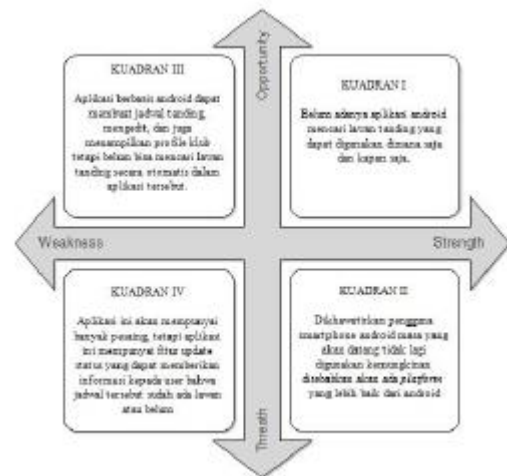 Opportunity
KUADRAN III
Aplikasi berbasis android dapat
membuat jadwal tanding,
mengedit, dan juga
menampilkan profile klub
tetapi belum bisa mencari lawan
tanding secara otomatis dalam
aplikasi tersebut.
KUADRAN I
Belum adanya aplikasi android
mencari lawan tanding yang
dapat digunakan dimana saja
dan kapan saja.
Weakness
Strength
KUADRAN IV
Aplikasi ini akan mempunyai
banyak pesaing, tetapi aplikasi
ini mempunyai fitur update
status yang dapat memberikan
informasi kepada user bahwa
jadwal tersebut sudah ada lawan
atau belum
KUADRAN II
Dikhawatirkan pengguna
smartphone android masa yang
akan datang tidak lagi
digunakan kemungkinan
disebabkan akan ada platform
yang lebih baik dari android
Threath